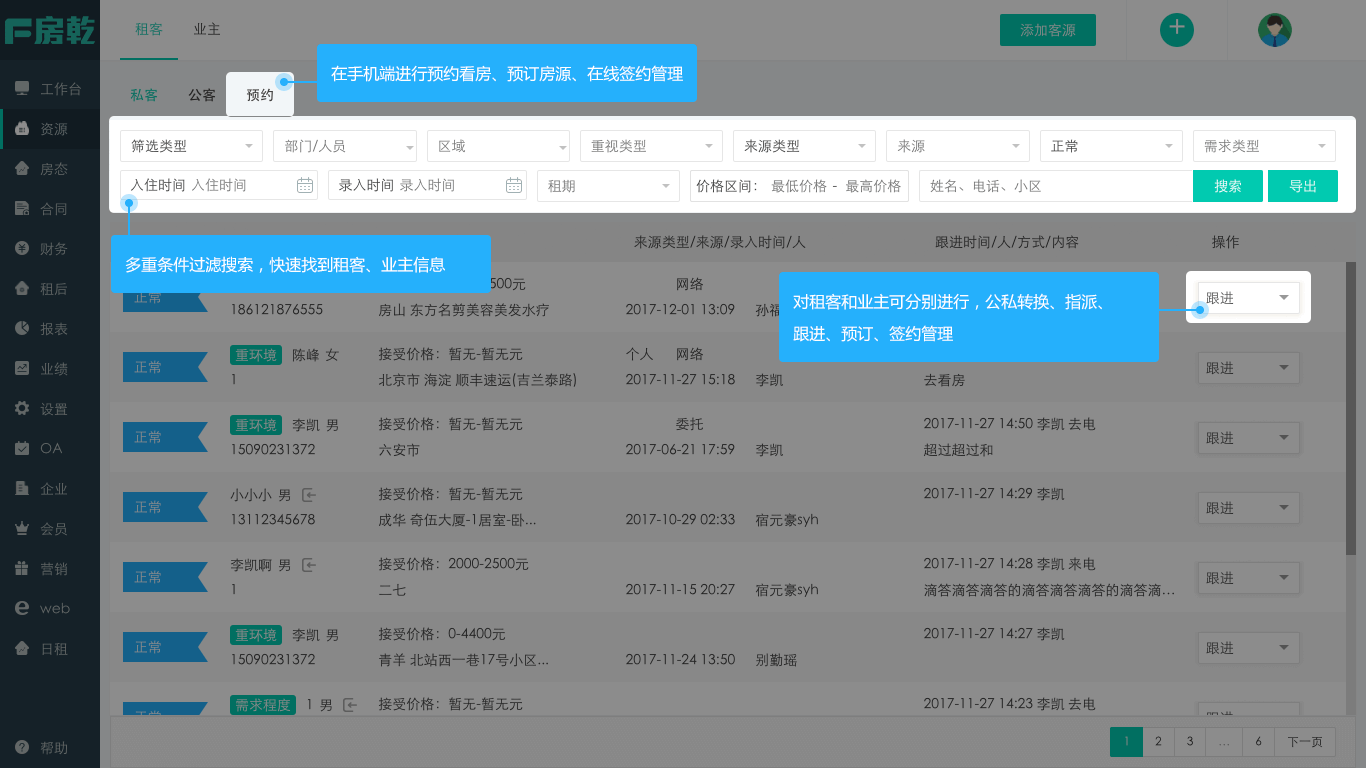 房乾
租客 业主
添加客源
在手机端进行预约看房、预订房源、在线签约管理
私客 公客 预约
工作台
资源
房态
合同
财务
租后
报表
业绩
设置
OA
企业
会员
营销
web
日租
帮助
筛选类型 部门/人员 区域 重视类型 来源类型 来源 正常 需求类型
入住时间 入住时间 录入时间 录入时间 租期 价格区间: 最低价格 - 最高价格 姓名、电话、小区 搜索 导出
来源类型/来源/录入时间/人 跟进时间/人/方式/内容 操作
多重条件过滤搜索，快速找到租客、业主信息
对租客和业主可分别进行，公私转换、指派、
跟进、预订、签约管理
正常 500元 网络 跟进
186121876555 房山 东方名剪美容美发水疗 2017-12-01 13:09
正常 重环境 陈峰 女 接受价格：暂无-暂无元 个人 网络 跟进
1 北京市 海淀 顺丰速运(吉兰泰路) 2017-11-27 15:18 李凯 去看房
正常 重环境 李凯 男 接受价格：暂无-暂无元 委托 2017-11-27 14:50 李凯 去电 跟进
15090231372 六安市 2017-06-21 17:59 李凯 超过超过和
正常 小小小 男 接受价格：暂无-暂无元 2017-11-27 14:29 李凯 跟进
13112345678 成华 奇伍大厦-1居室-卧... 2017-10-29 02:33 宿元豪syh
正常 李凯啊 男 接受价格：2000-2500元 2017-11-27 14:28 李凯 来电 跟进
1 二七 2017-11-15 20:27 宿元豪syh 滴答滴答滴答的滴答滴答滴答的滴答滴...
正常 重环境 李凯 男 接受价格：0-4400元 2017-11-27 14:27 李凯 跟进
15090231372 青羊 北站西一巷17号小区... 2017-11-24 13:50 别勤瑶
正常 需求程度 1 男 接受价格：暂无-暂无元 2017-11-27 14:23 李凯 去电 跟进
1 2 3 ... 6 下一页